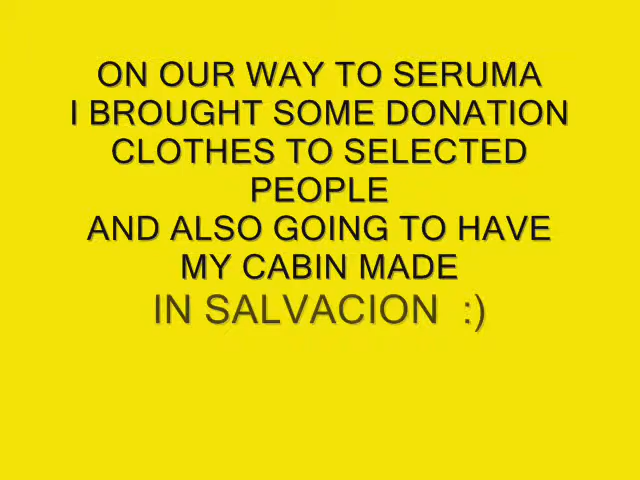 ON OUR WAY TO SERUMA
I BROUGHT SOME DONATION
CLOTHES TO SELECTED
PEOPLE
AND ALSO GOING TO HAVE
MY CABIN MADE
IN SALVACION  :)